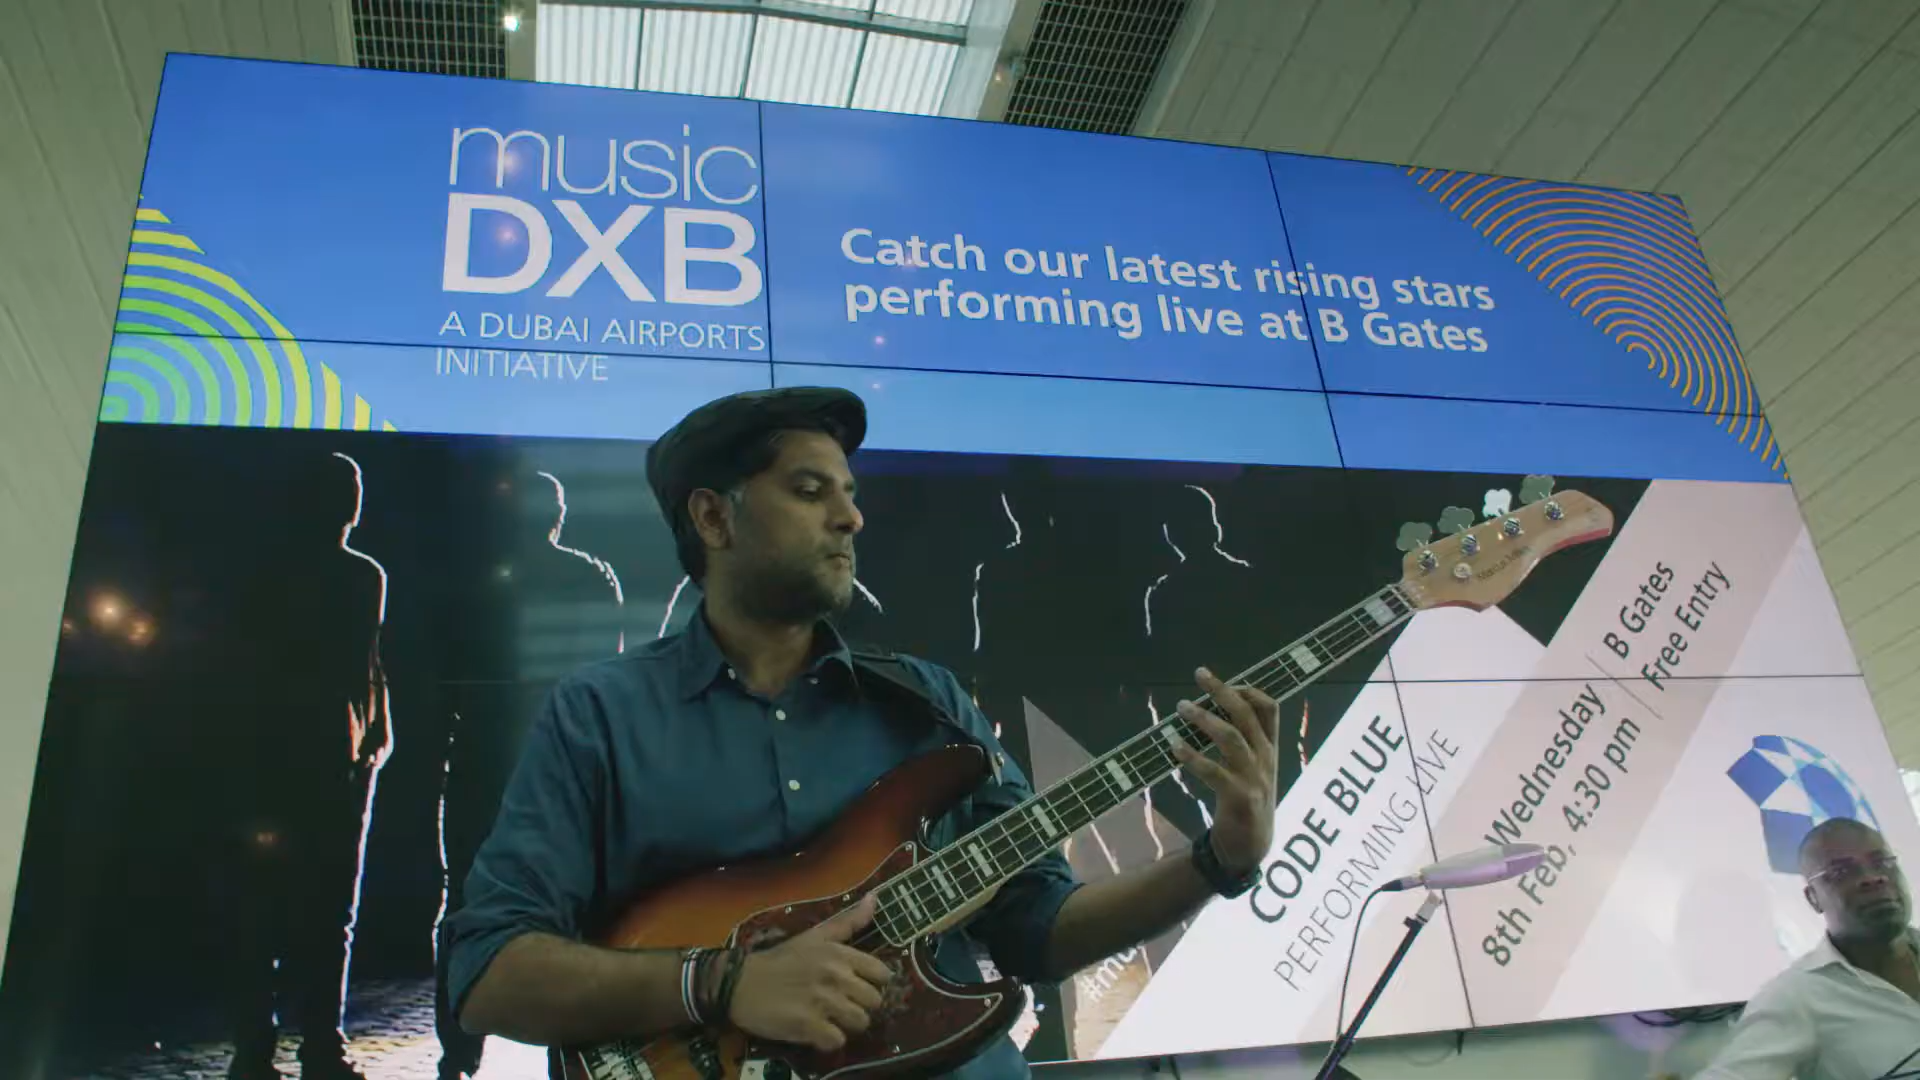 music
DXB
A DUBAI AIRPORTS
INITIATIVE
Catch our latest rising stars
performing live at B Gates
CODE BLUE
PERFORMING LIVE
Wednesday | B Gates
8th Feb, 4:30 pm | Free Entry